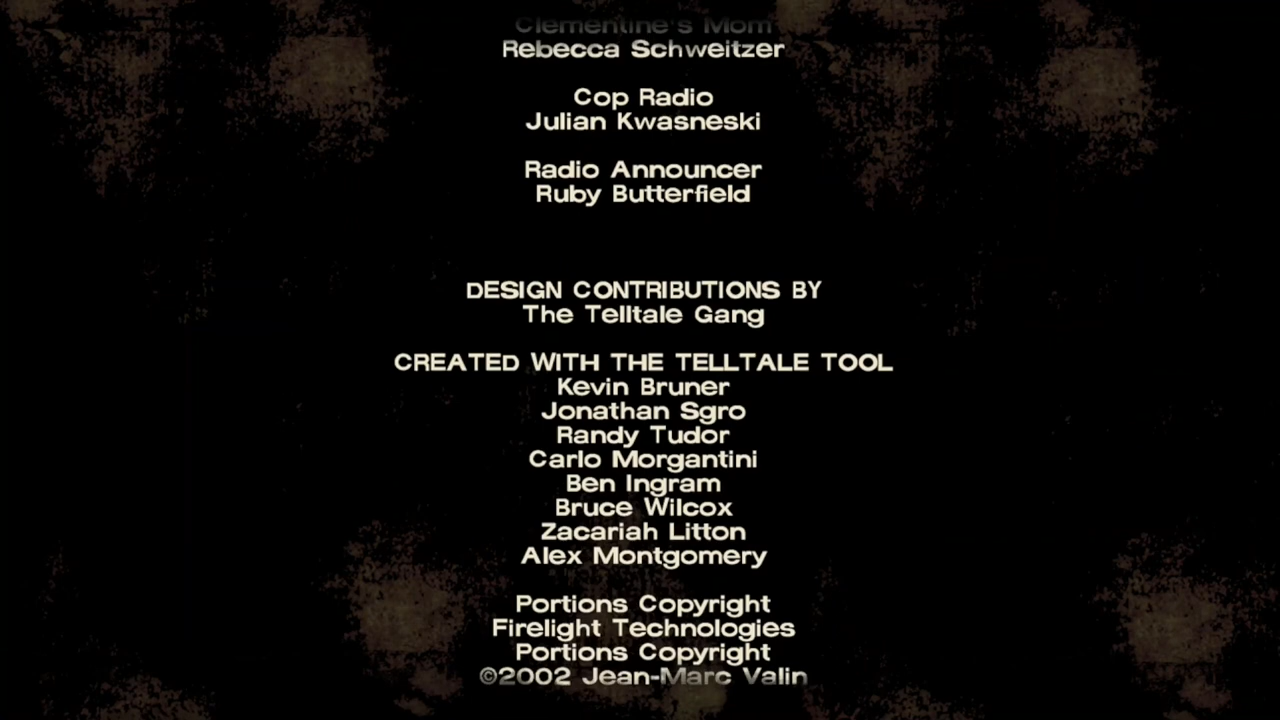 Clementine's Mom
Rebecca Schweitzer
Cop Radio
Julian Kwasneski
Radio Announcer
Ruby Butterfield
DESIGN CONTRIBUTIONS BY
The Telltale Gang
CREATED WITH THE TELLTALE TOOL
Kevin Bruner
Jonathan Sgro
Randy Tudor
Carlo Morgantini
Ben Ingram
Bruce Wilcox
Zacariah Litton
Alex Montgomery
Portions Copyright
Firelight Technologies
Portions Copyright
©2002 Jean-Marc Valin